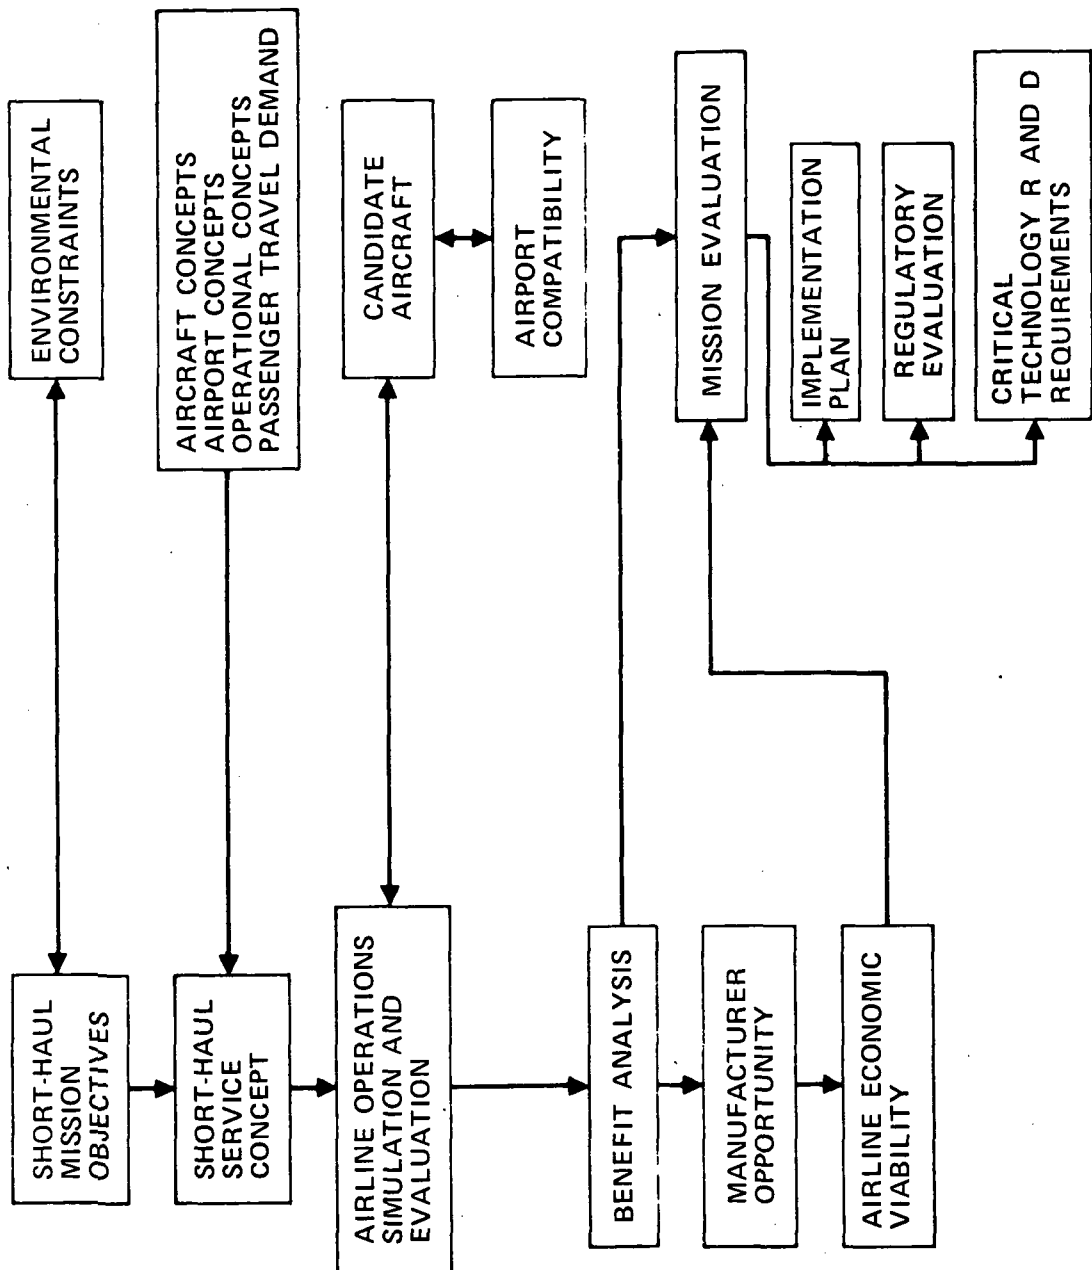 SHORT-HAUL
MISSION
OBJECTIVES
ENVIRONMENTAL
CONSTRAINTS
SHORT-HAUL
SERVICE
CONCEPT
AIRCRAFT CONCEPTS
AIRPORT CONCEPTS
OPERATIONAL CONCEPTS
PASSENGER TRAVEL DEMAND
AIRLINE OPERATIONS
SIMULATION AND
EVALUATION
CANDIDATE
AIRCRAFT
AIRPORT
COMPATIBILITY
BENEFIT ANALYSIS
MANUFACTURER
OPPORTUNITY
AIRLINE ECONOMIC
VIABILITY
MISSION EVALUATION
IMPLEMENTATION
PLAN
REGULATORY
EVALUATION
CRITICAL
TECHNOLOGY R AND D
REQUIREMENTS